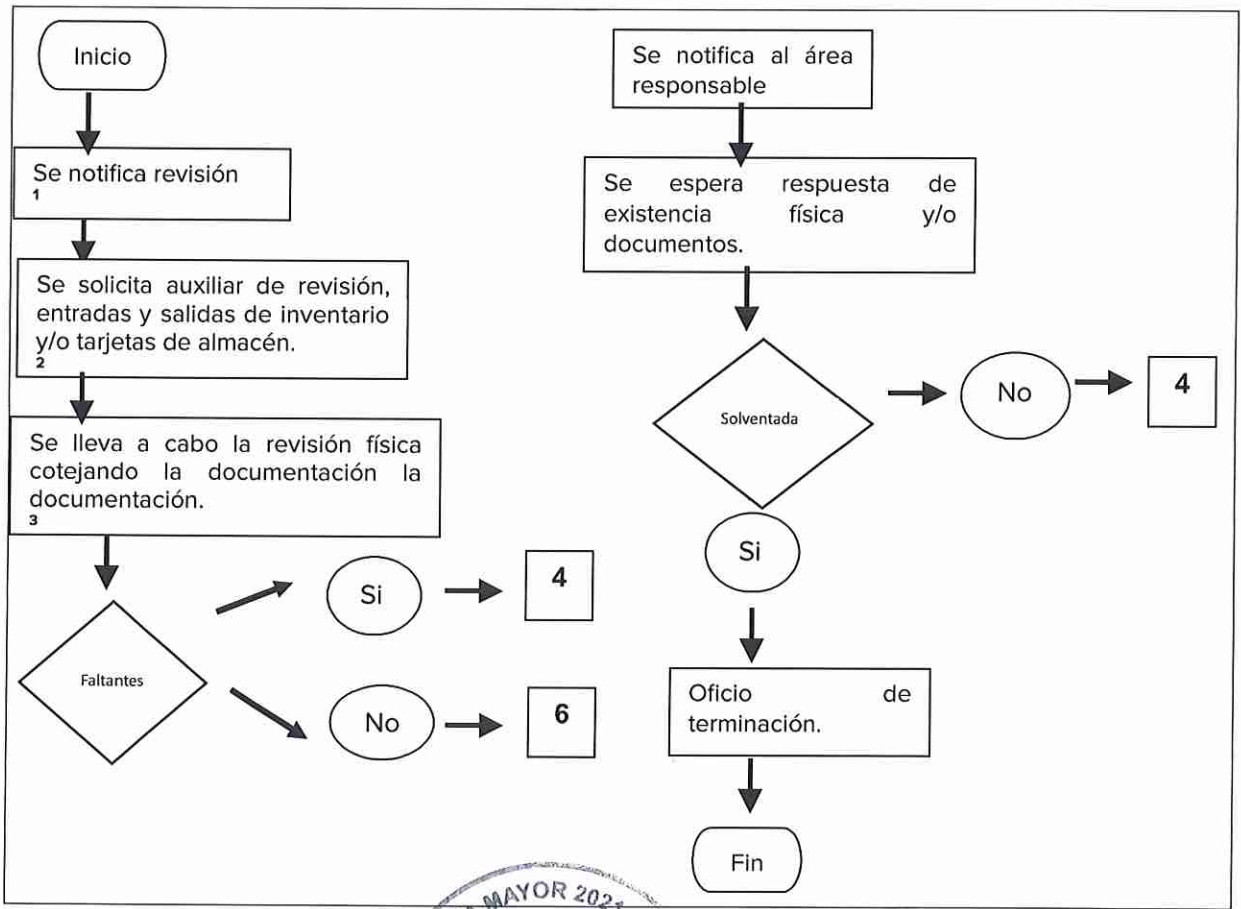 Inicio
Se notifica revisión
1
Se solicita auxiliar de revisión,
entradas y salidas de inventario
y/o tarjetas de almacén.
2
Se lleva a cabo la revisión física
cotejando la documentación la
documentación.
3
Faltantes
Si
4
No
6
Se notifica al área
responsable
Se espera respuesta de
existencia física y/o
documentos.
Solventada
No
4
Si
Oficio de
terminación.
Fin
MAYOR 2021